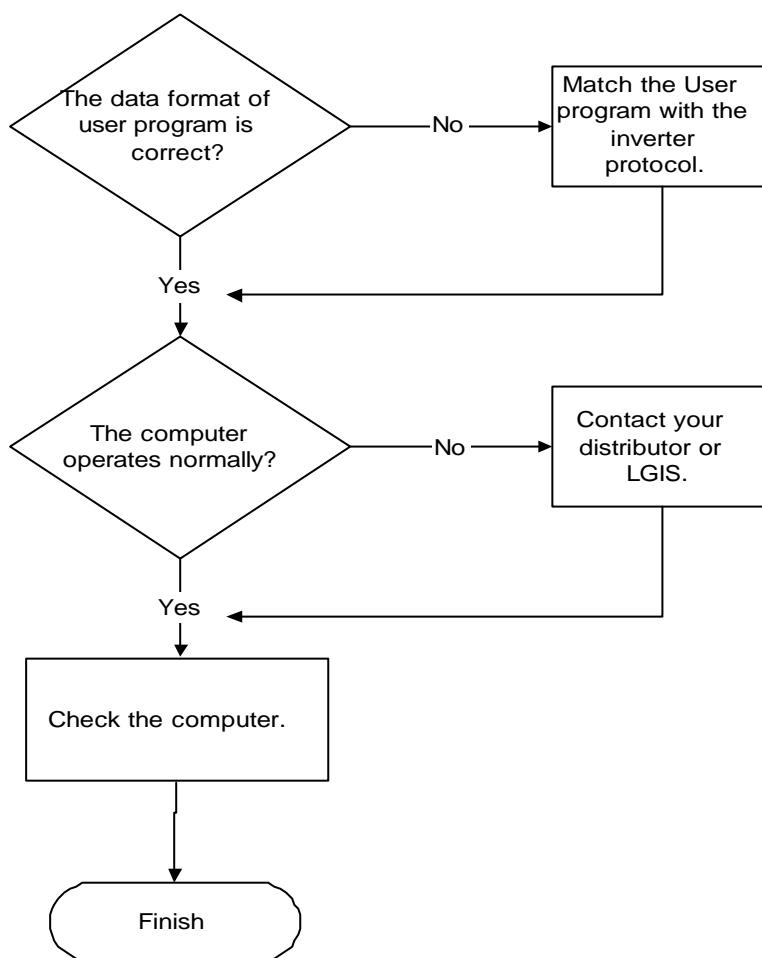 The data format of
user program is
correct?
No
Match the User
program with the
inverter
protocol.
Yes
The computer
operates normally?
No
Contact your
distributor or
LGIS.
Yes
Check the computer.
Finish